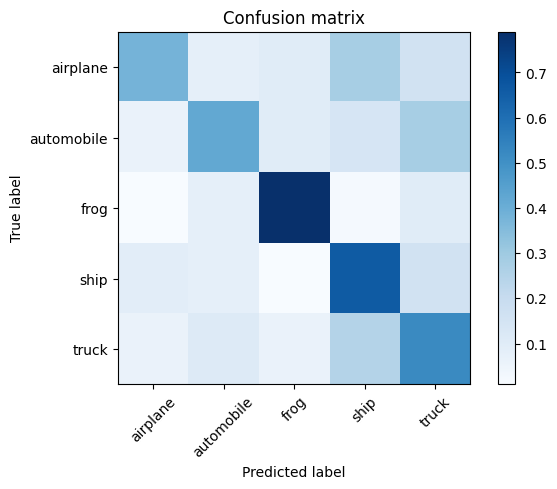 Confusion matrix
True label
airplane
automobile
frog
ship
truck
airplane
automobile
frog
ship
truck
Predicted label
0.7
0.6
0.5
0.4
0.3
0.2
0.1